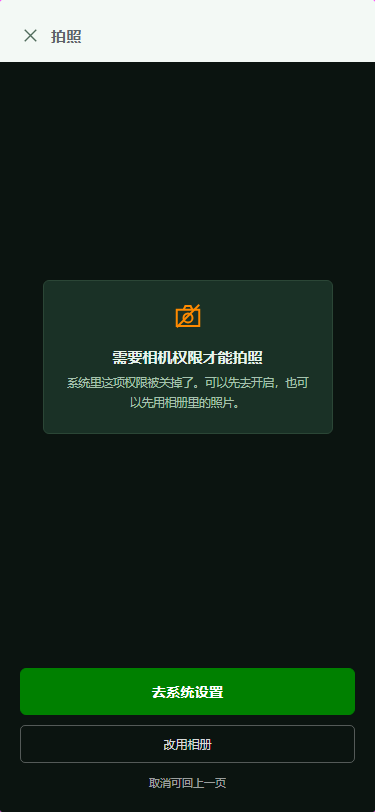 拍照
需要相机权限才能拍照
系统里这项权限被关掉了。可以先去开启，也可
以先用相册里的照片。
去系统设置
改用相册
取消可回上一页